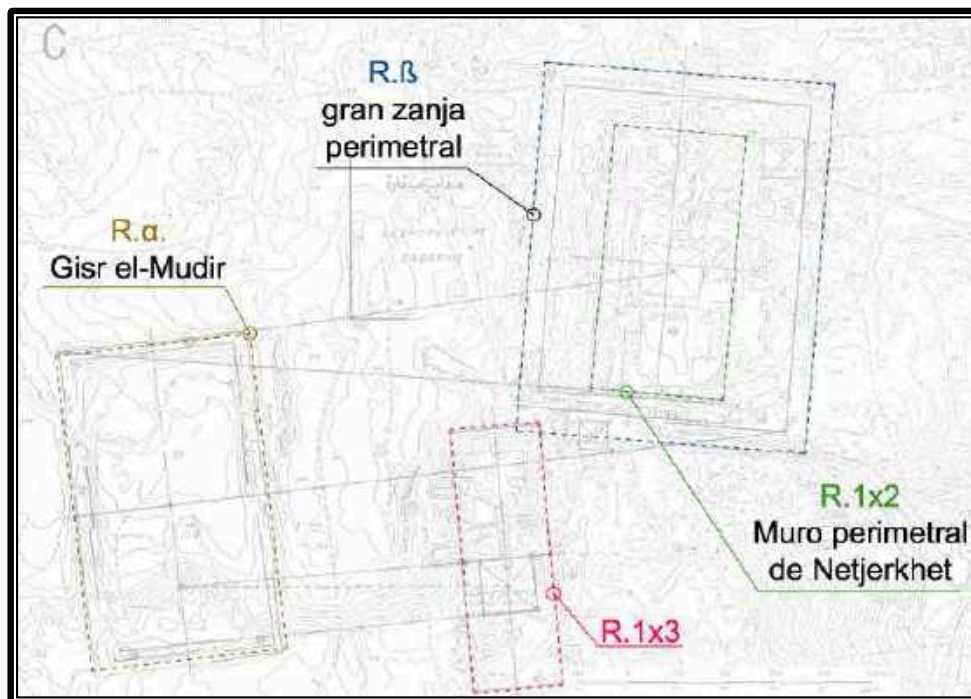 C
R.ß
gran zanja
perimetral
R.α.
Gisr el-Mudir
R.1x2
Muro perimetral
de Netjerkhet
R.1x3